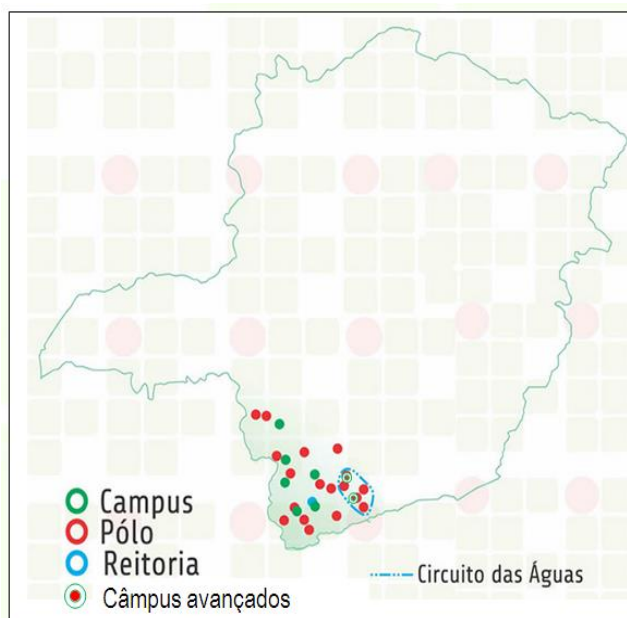 Campus
Pólo
Reitoria
Câmpus avançados
Circuito das Águas